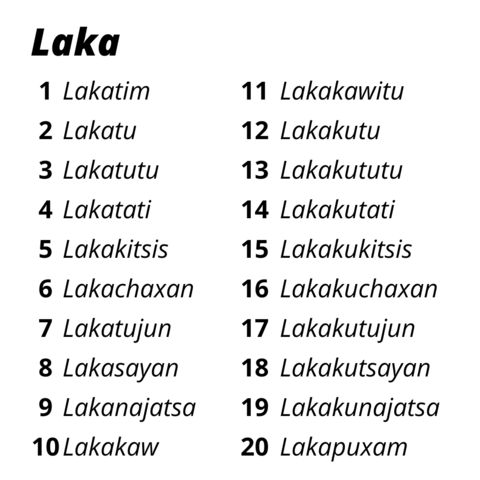 Laka
1 Lakatim
2 Lakatu
3 Lakatutu
4 Lakatati
5 Lakakitsis
6 Lakachaxan
7 Lakatujun
8 Lakasayan
9 Lakanajatsa
10 Lakakaw
11 Lakakawitu
12 Lakakutu
13 Lakakututu
14 Lakakutati
15 Lakakukitsis
16 Lakakuchaxan
17 Lakakutujun
18 Lakakutsayan
19 Lakakunajatsa
20 Lakapuxam